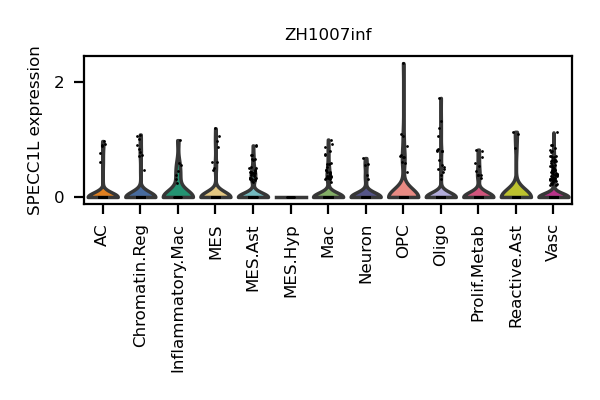 ZH1007inf
SPECC1L expression
2
0
AC
Chromatin.Reg
Inflammatory.Mac
MES
MES.Ast
MES.Hyp
Mac
Neuron
OPC
Oligo
Prolif.Metab
Reactive.Ast
Vasc